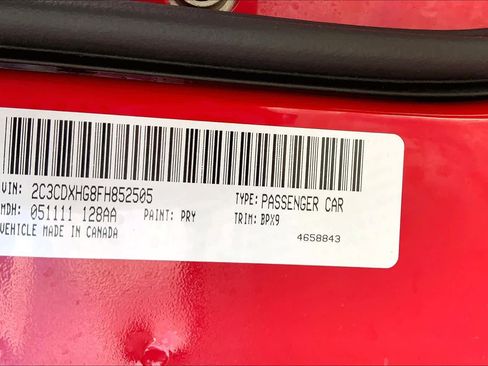 VIN: 2C3CDXHG8FH852505 TYPE: PASSENGER CAR
MDH: 051111 128AA PAINT: PRY TRIM: BPX9
VEHICLE MADE IN CANADA 4658843